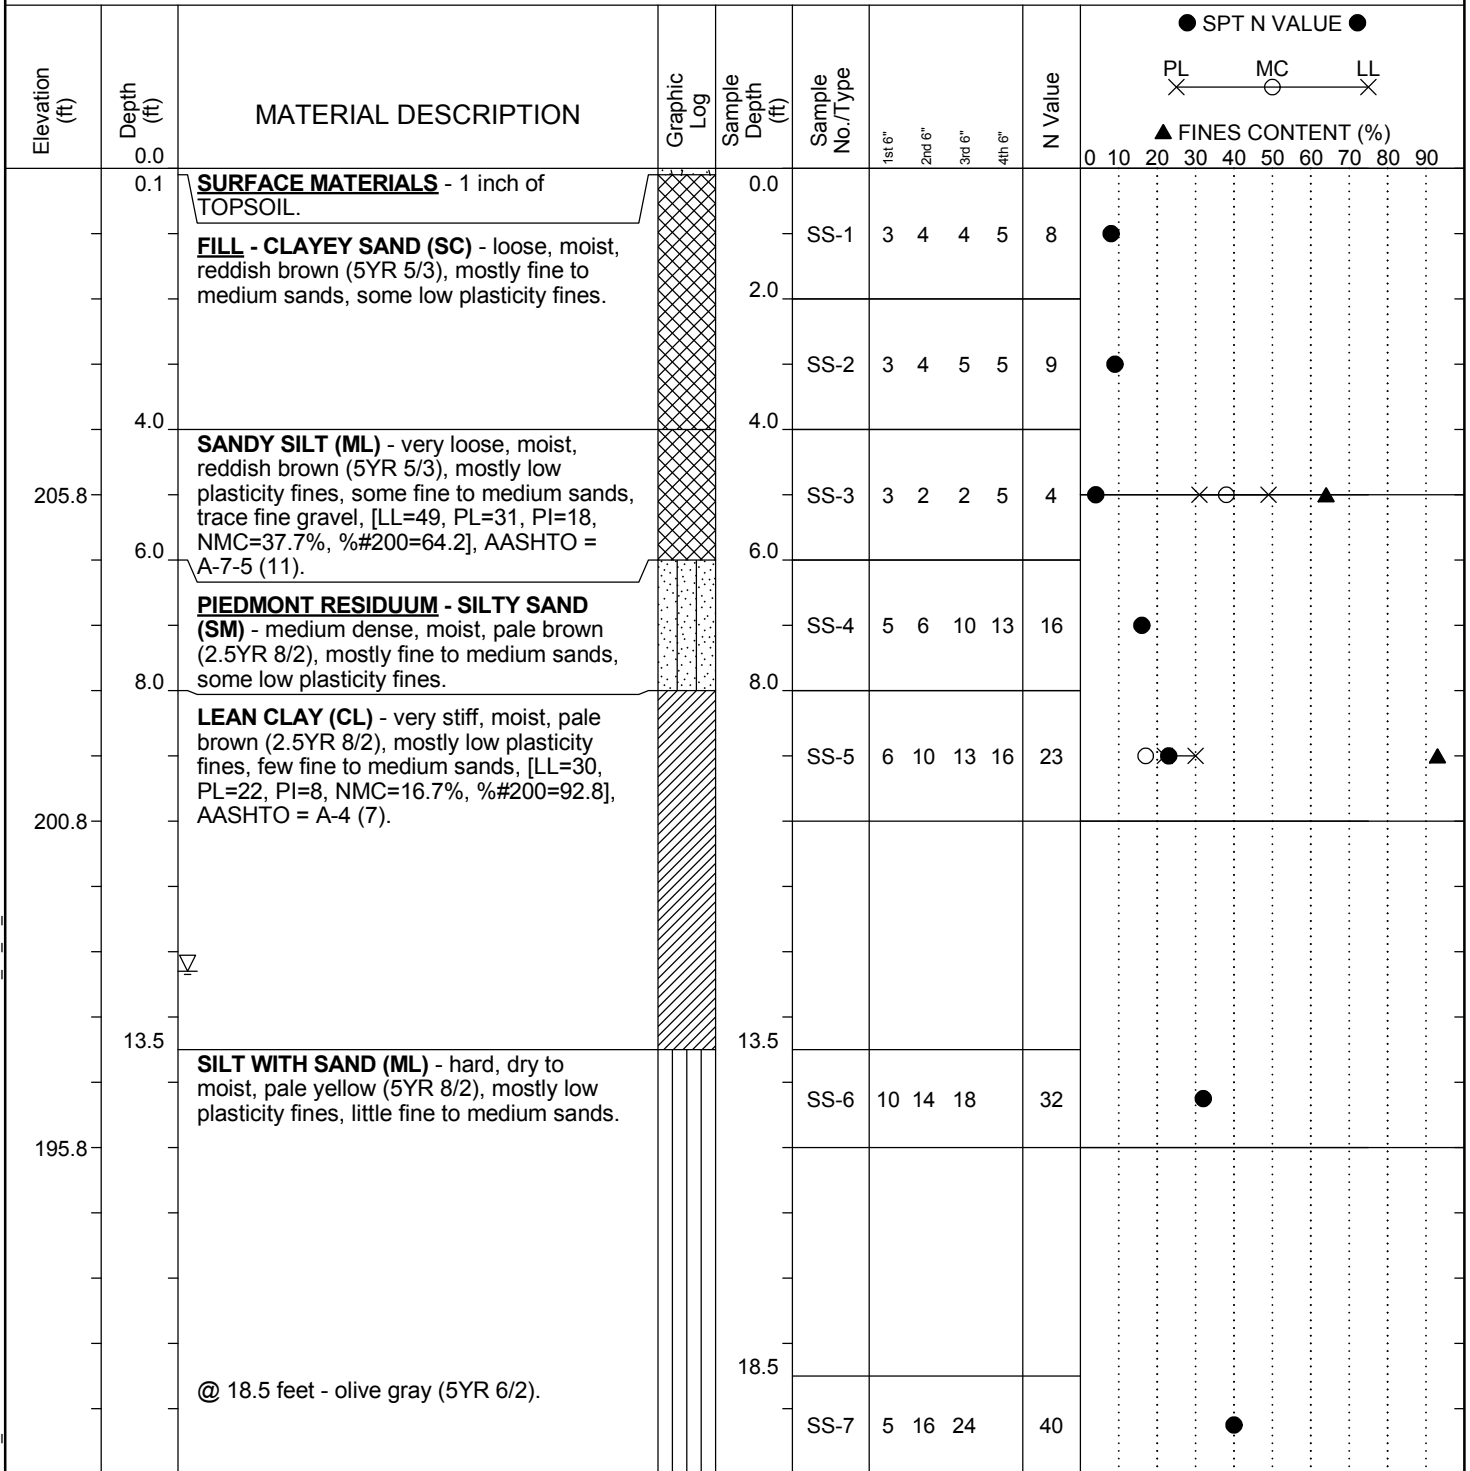 ● SPT N VALUE ●
PL MC LL
▲ FINES CONTENT (%)
0 10 20 30 40 50 60 70 80 90
Elevation (ft)
Depth (ft)
0.0
MATERIAL DESCRIPTION
Graphic Log
Sample Depth (ft)
Sample No./Type
1st 6"
2nd 6"
3rd 6"
4th 6"
N Value
0.1
SURFACE MATERIALS - 1 inch of
TOPSOIL.
0.0
FILL - CLAYEY SAND (SC) - loose, moist,
reddish brown (5YR 5/3), mostly fine to
medium sands, some low plasticity fines.
SS-1 3 4 4 5 8
2.0
SS-2 3 4 5 5 9
4.0
4.0
SANDY SILT (ML) - very loose, moist,
reddish brown (5YR 5/3), mostly low
plasticity fines, some fine to medium sands,
trace fine gravel, [LL=49, PL=31, PI=18,
NMC=37.7%, %#200=64.2], AASHTO =
A-7-5 (11).
205.8
SS-3 3 2 2 5 4
6.0
6.0
PIEDMONT RESIDUUM - SILTY SAND
(SM) - medium dense, moist, pale brown
(2.5YR 8/2), mostly fine to medium sands,
some low plasticity fines.
SS-4 5 6 10 13 16
8.0
8.0
LEAN CLAY (CL) - very stiff, moist, pale
brown (2.5YR 8/2), mostly low plasticity
fines, few fine to medium sands, [LL=30,
PL=22, PI=8, NMC=16.7%, %#200=92.8],
AASHTO = A-4 (7).
SS-5 6 10 13 16 23
200.8
13.5
13.5
SILT WITH SAND (ML) - hard, dry to
moist, pale yellow (5YR 8/2), mostly low
plasticity fines, little fine to medium sands.
SS-6 10 14 18 32
195.8
18.5
@ 18.5 feet - olive gray (5YR 6/2).
SS-7 5 16 24 40